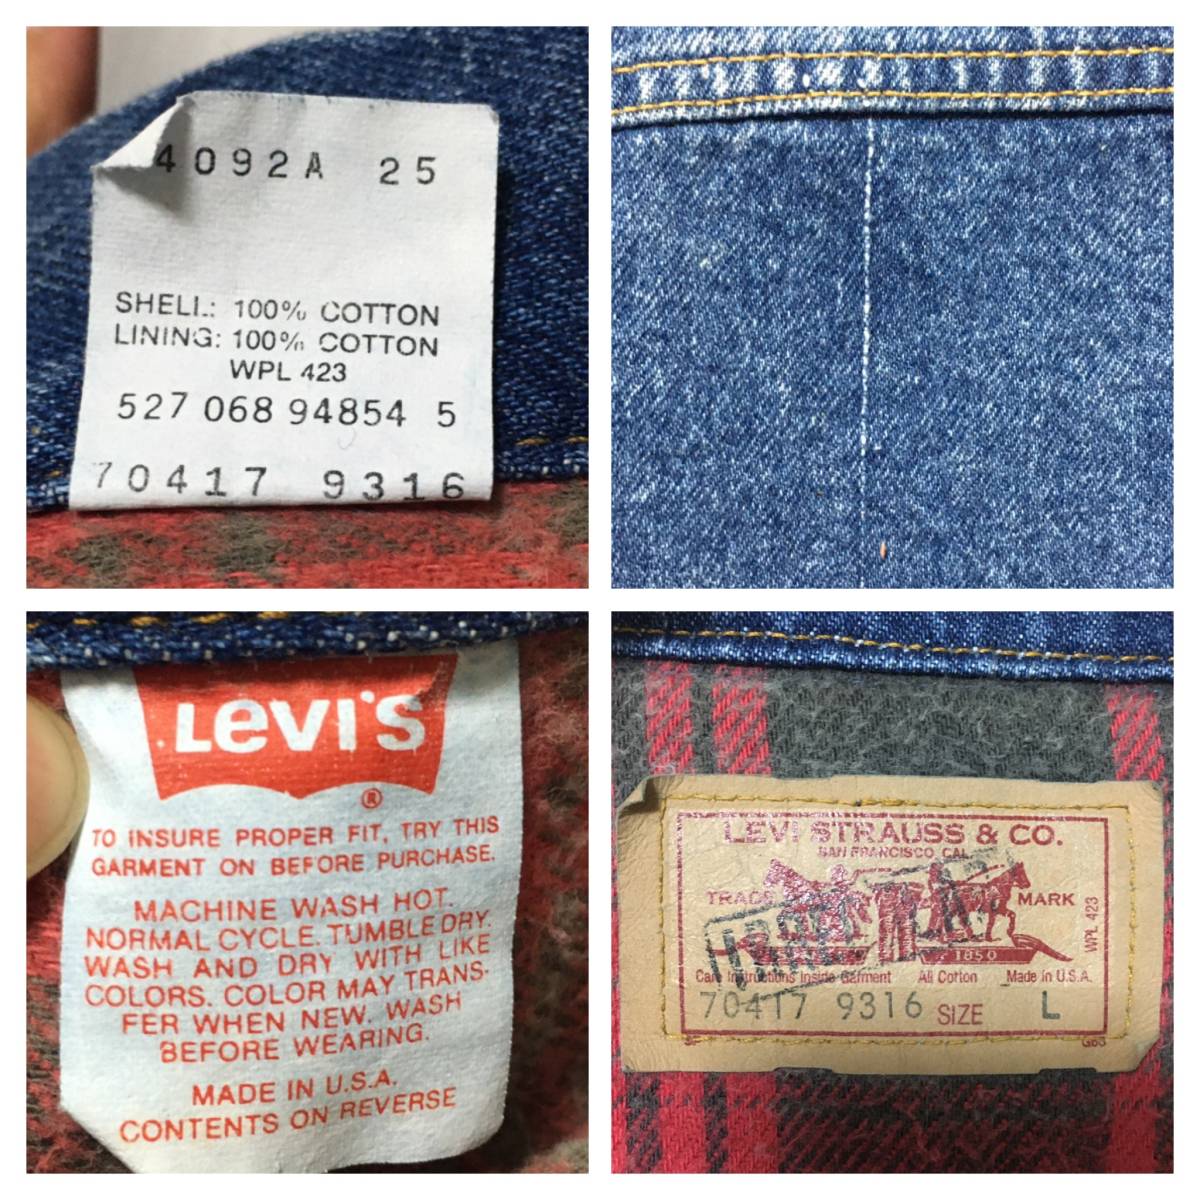 4092A 25
SHELL: 100% COTTON
LINING: 100% COTTON
WPL 423
527 068 94854 5
70417 9316
LEVI'S
®
TO INSURE PROPER FIT, TRY THIS
GARMENT ON BEFORE PURCHASE.
MACHINE WASH HOT.
NORMAL CYCLE. TUMBLE DRY.
WASH AND DRY WITH LIKE
COLORS. COLOR MAY TRANS-
FER WHEN NEW. WASH
BEFORE WEARING.
MADE IN U.S.A.
CONTENTS ON REVERSE
LEVI STRAUSS & CO.
SAN FRANCISCO, CAL.
TRADE MARK
WPL 423
1850
Care Instructions Inside Garment All Cotton Made in U.S.A.
70417 9316 SIZE L